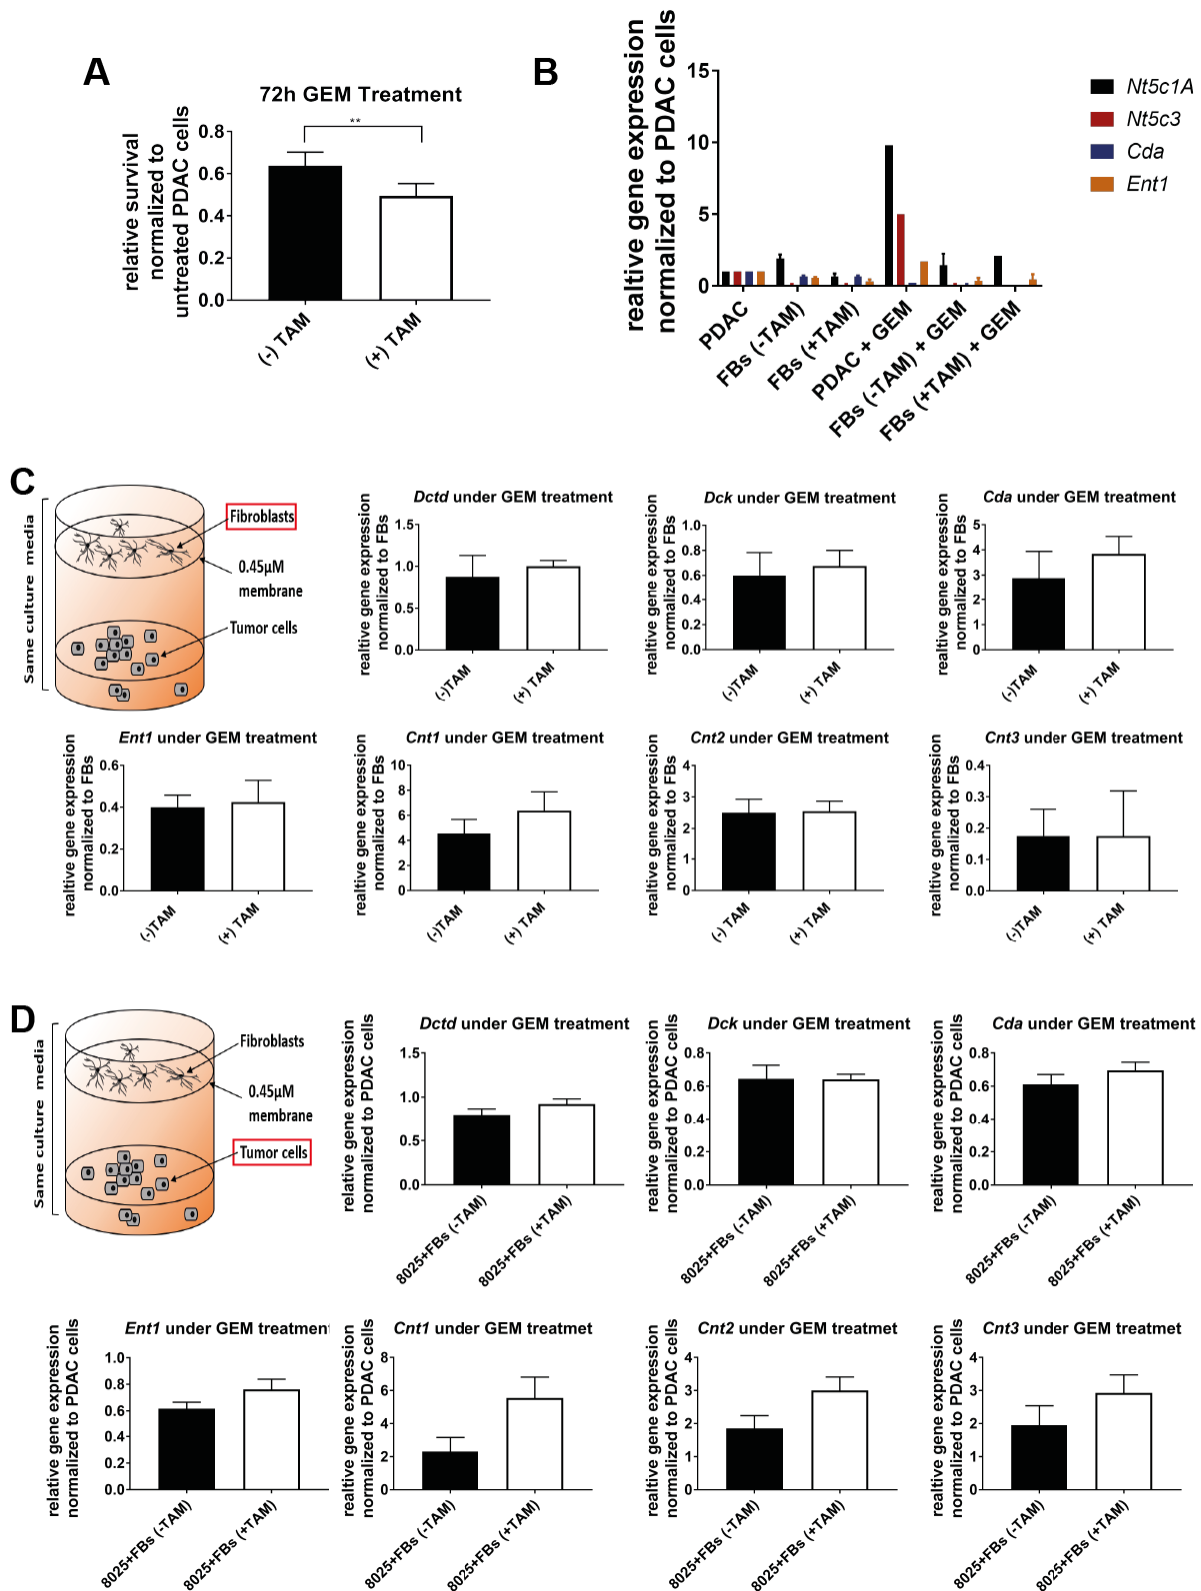 A
72h GEM Treatment
**
relative survival
normalized to
untreated PDAC cells
0.8
0.6
0.4
0.2
0.0
(-) TAM
(+) TAM
B
realtive gene expression
normalized to PDAC cells
15
10
5
0
PDAC
FBs (-TAM)
FBs (+TAM)
PDAC + GEM
FBs (-TAM) + GEM
FBs (+TAM) + GEM
Nt5c1A
Nt5c3
Cda
Ent1
C
Same culture media
Fibroblasts
0.45µM
membrane
Tumor cells
Dctd under GEM treatment
realtive gene expression
normalized to FBs
1.5
1.0
0.5
0.0
(-)TAM
(+) TAM
Dck under GEM treatment
realtive gene expression
normalized to FBs
1.0
0.8
0.6
0.4
0.2
0.0
(-)TAM
(+) TAM
Cda under GEM treatment
realtive gene expression
normalized to FBs
5
4
3
2
1
0
(-)TAM
(+) TAM
Ent1 under GEM treatment
realtive gene expression
normalized to FBs
0.6
0.4
0.2
0.0
(-)TAM
(+) TAM
Cnt1 under GEM treatment
realtive gene expression
normalized to FBs
10
8
6
4
2
0
(-)TAM
(+) TAM
Cnt2 under GEM treatment
realtive gene expression
normalized to FBs
4
3
2
1
0
(-)TAM
(+) TAM
Cnt3 under GEM treatment
realtive gene expression
normalized to FBs
0.4
0.3
0.2
0.1
0.0
(-)TAM
(+) TAM
D
Same culture media
Fibroblasts
0.45µM
membrane
Tumor cells
Dctd under GEM treatment
relative gene expression
normalized to PDAC cells
1.5
1.0
0.5
0.0
8025+FBs (-TAM)
8025+FBs (+TAM)
Dck under GEM treatment
relative gene expression
normalized to PDAC cells
0.8
0.6
0.4
0.2
0.0
8025+FBs (-TAM)
8025+FBs (+TAM)
Cda under GEM treatment
relative gene expression
normalized to PDAC cells
0.8
0.6
0.4
0.2
0.0
8025+FBs (-TAM)
8025+FBs (+TAM)
Ent1 under GEM treatment
relative gene expression
normalized to PDAC cells
1.0
0.8
0.6
0.4
0.2
0.0
8025+FBs (-TAM)
8025+FBs (+TAM)
Cnt1 under GEM treatmet
relative gene expression
normalized to PDAC cells
8
6
4
2
0
8025+FBs (-TAM)
8025+FBs (+TAM)
Cnt2 under GEM treatmet
relative gene expression
normalized to PDAC cells
4
3
2
1
0
8025+FBs (-TAM)
8025+FBs (+TAM)
Cnt3 under GEM treatmet
relative gene expression
normalized to PDAC cells
4
3
2
1
0
8025+FBs (-TAM)
8025+FBs (+TAM)